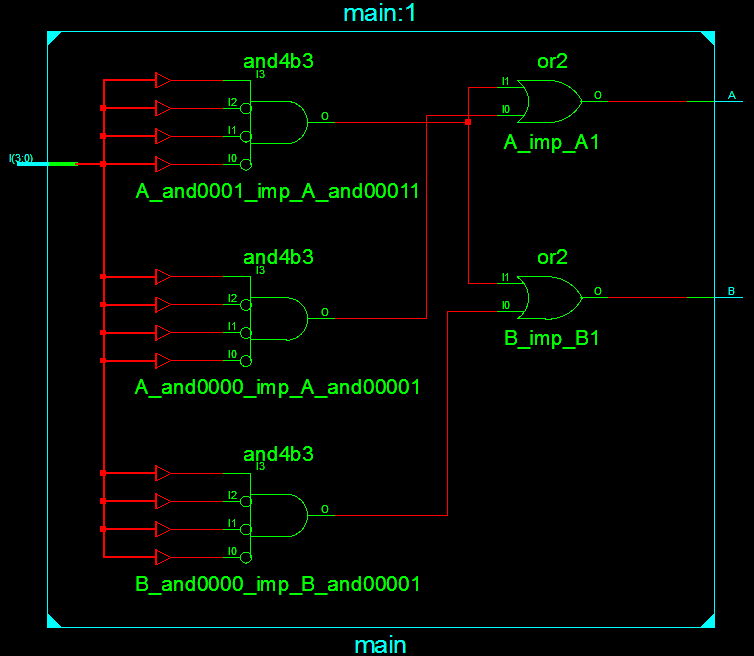 main:1
and4b3
I3
I2
I1
I0
O
A_and0001_imp_A_and00011
or2
I1
I0
O
A
A_imp_A1
I(3:0)
and4b3
I3
I2
I1
I0
O
A_and0000_imp_A_and00001
or2
I1
I0
O
B
B_imp_B1
and4b3
I3
I2
I1
I0
O
B_and0000_imp_B_and00001
main